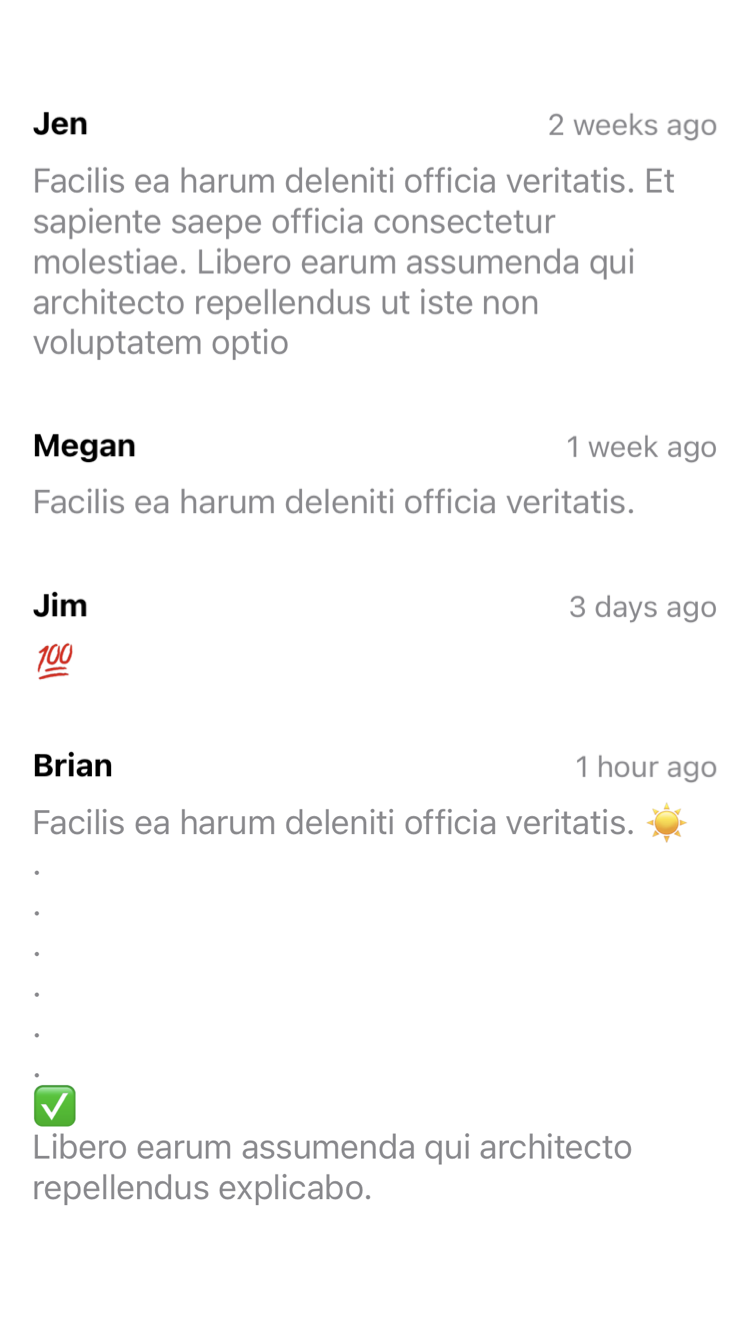 Jen 2 weeks ago
Facilis ea harum deleniti officia veritatis. Et
sapiente saepe officia consectetur
molestiae. Libero earum assumenda qui
architecto repellendus ut iste non
voluptatem optio
Megan 1 week ago
Facilis ea harum deleniti officia veritatis.
Jim 3 days ago
💯
Brian 1 hour ago
Facilis ea harum deleniti officia veritatis. ☀️
.
.
.
.
.
.
✅
Libero earum assumenda qui architecto
repellendus explicabo.